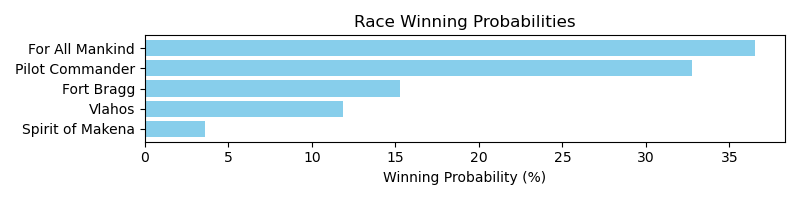 Race Winning Probabilities
For All Mankind
Pilot Commander
Fort Bragg
Vlahos
Spirit of Makena
0 5 10 15 20 25 30 35
Winning Probability (%)